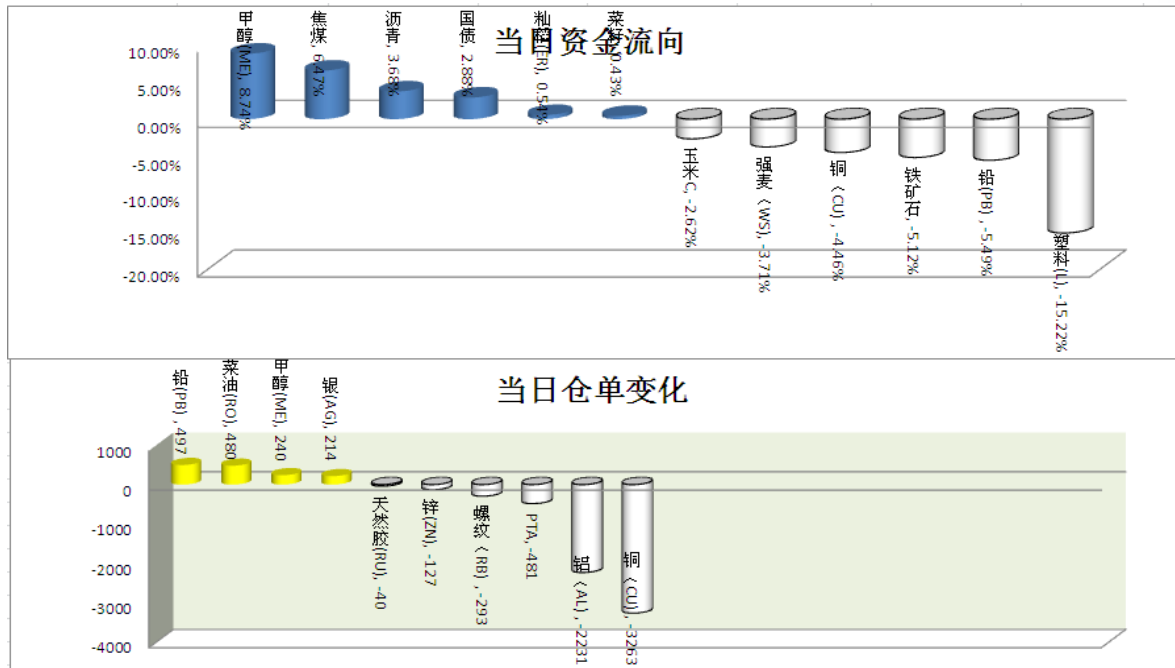 当日资金流向
10.00%
5.00%
0.00%
-5.00%
-10.00%
-15.00%
-20.00%
甲醇(ME), 8.74%
焦煤, 6.47%
沥青, 3.68%
国债, 2.88%
(ER), 0.54%
0.43%
玉米C, -2.62%
强麦（WS), -3.71%
铜（CU), -4.46%
铁矿石, -5.12%
铅(PB) , -5.49%
塑料(L), -15.22%
当日仓单变化
1000
0
-1000
-2000
-3000
-4000
铅(PB) , 497
菜油(RO), 480
甲醇(ME), 240
银(AG), 214
天然胶(RU), -40
锌(ZN), -127
螺纹（RB) , -293
PTA, -481
铝（AL), -2231
铜（CU), -3263